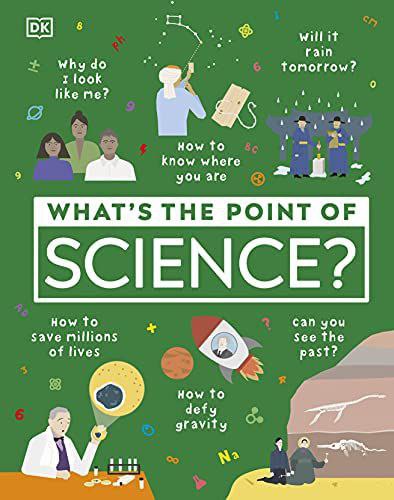 DK
Why do
I look
like me?
Will it
rain
tomorrow?
How to
know where
you are
WHAT'S THE POINT OF
SCIENCE?
How to
save millions
of lives
Can you
see the
past?
How to
defy
gravity
Na